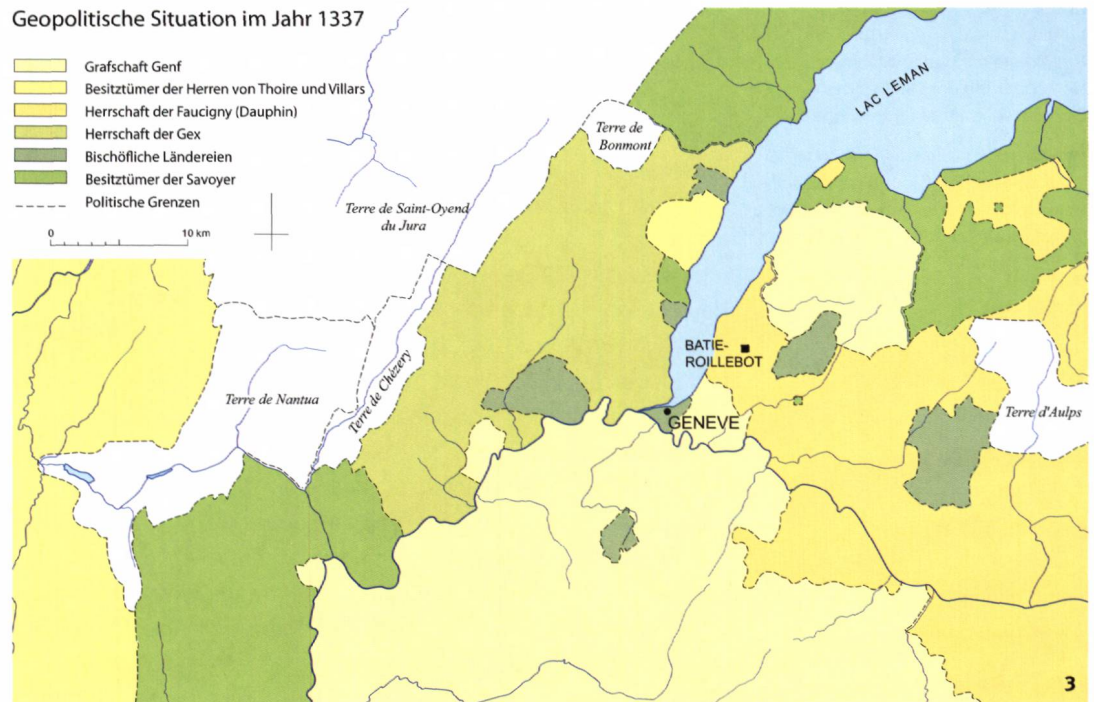 Geopolitische Situation im Jahr 1337
Grafschaft Genf
Besitztümer der Herren von Thoire und Villars
Herrschaft der Faucigny (Dauphin)
Herrschaft der Gex
Bischöfliche Ländereien
Besitztümer der Savoyer
Politische Grenzen
0
10 km
LAC LEMAN
Terre de
Bonmont
Terre de Saint-Oyend
du Jura
BATIE-
ROILLEBOT
Terre de Chézery
Terre de Nantua
GENEVE
Terre d'Aulps
3